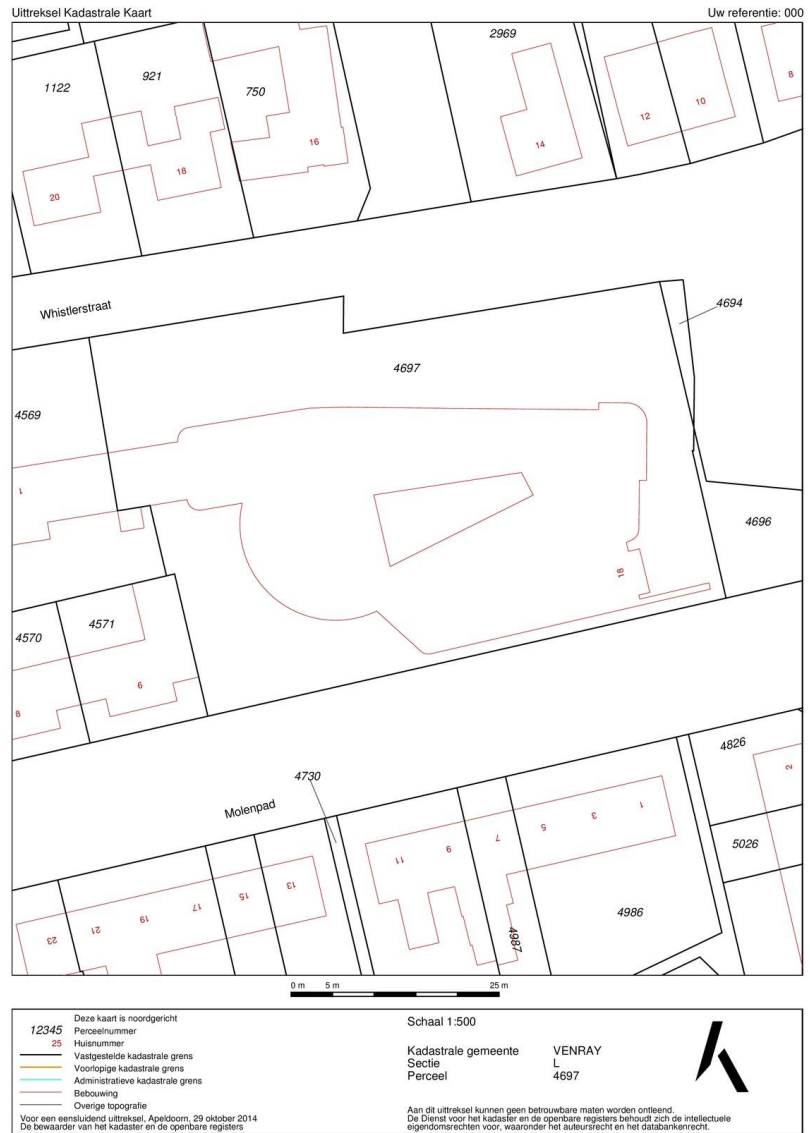 Uittreksel Kadastrale Kaart
Uw referentie: 000
2969
1122
921
750
8
12
10
16
14
18
20
Whistlerstraat
4694
4697
4569
1
4696
18
4570
4571
6
8
4826
2
4730
Molenpad
1
3
5
7
9
11
5026
13
15
17
19
21
23
4986
4987
0 m 5 m 25 m
Deze kaart is noordgericht
12345 Perceelnummer
25 Huisnummer
Vastgestelde kadastrale grens
Voorlopige kadastrale grens
Administratieve kadastrale grens
Bebouwing
Overige topografie
Voor een eensluidend uittreksel, Apeldoorn, 29 oktober 2014
De bewaarder van het kadaster en de openbare registers
Schaal 1:500
Kadastrale gemeente VENRAY
Sectie L
Perceel 4697
Aan dit uittreksel kunnen geen betrouwbare maten worden ontleend.
De Dienst voor het kadaster en de openbare registers behoudt zich de intellectuele
eigendomsrechten voor, waaronder het auteursrecht en het databankenrecht.